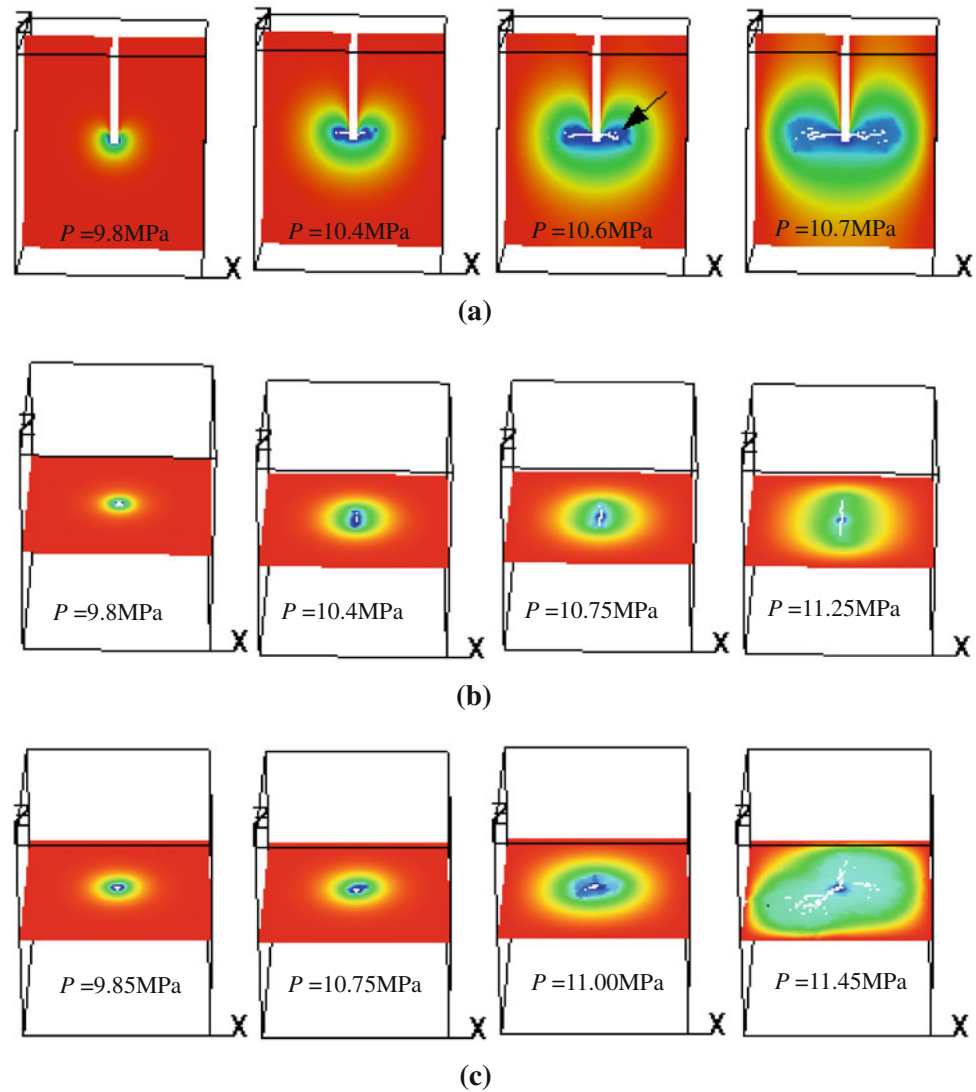 Z Z Z Z
P =9.8MPa P =10.4MPa P =10.6MPa P =10.7MPa
X X X X
(a)
Z Z Z Z
P =9.8MPa P =10.4MPa P =10.75MPa P =11.25MPa
X X X X
(b)
Z Z Z Z
P =9.85MPa P =10.75MPa P =11.00MPa P =11.45MPa
X X X X
(c)